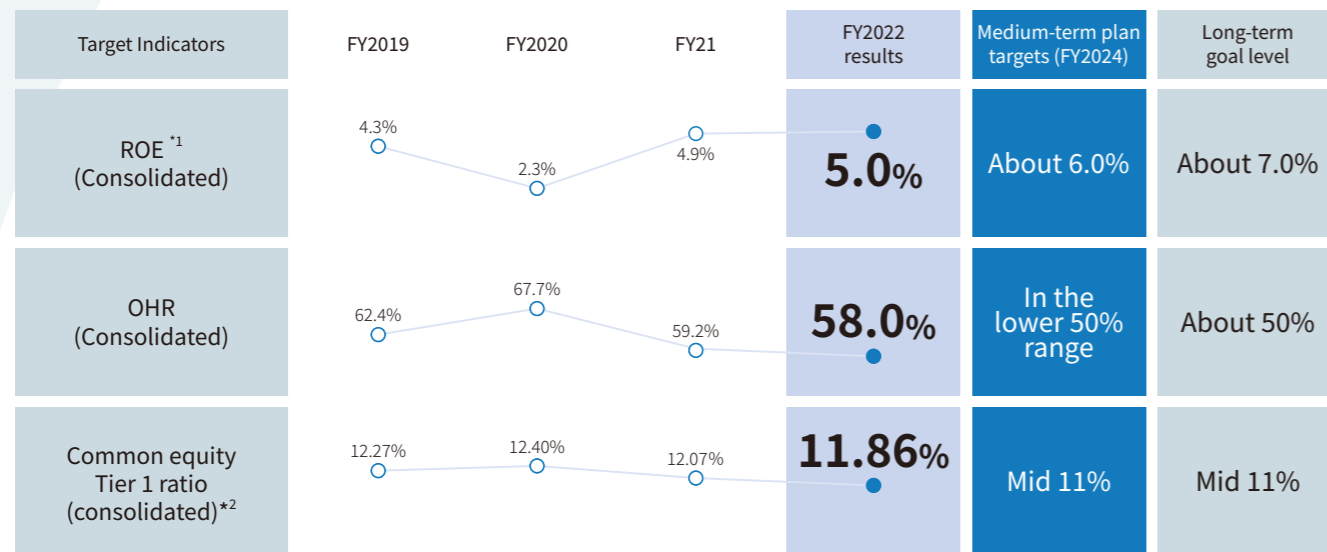 Target Indicators
FY2019
FY2020
FY21
FY2022
results
Medium-term plan
targets (FY2024)
Long-term
goal level
ROE *1
(Consolidated)
4.3%
2.3%
4.9%
5.0%
About 6.0%
About 7.0%
OHR
(Consolidated)
62.4%
67.7%
59.2%
58.0%
In the
lower 50%
range
About 50%
Common equity
Tier 1 ratio
(consolidated)*2
12.27%
12.40%
12.07%
11.86%
Mid 11%
Mid 11%